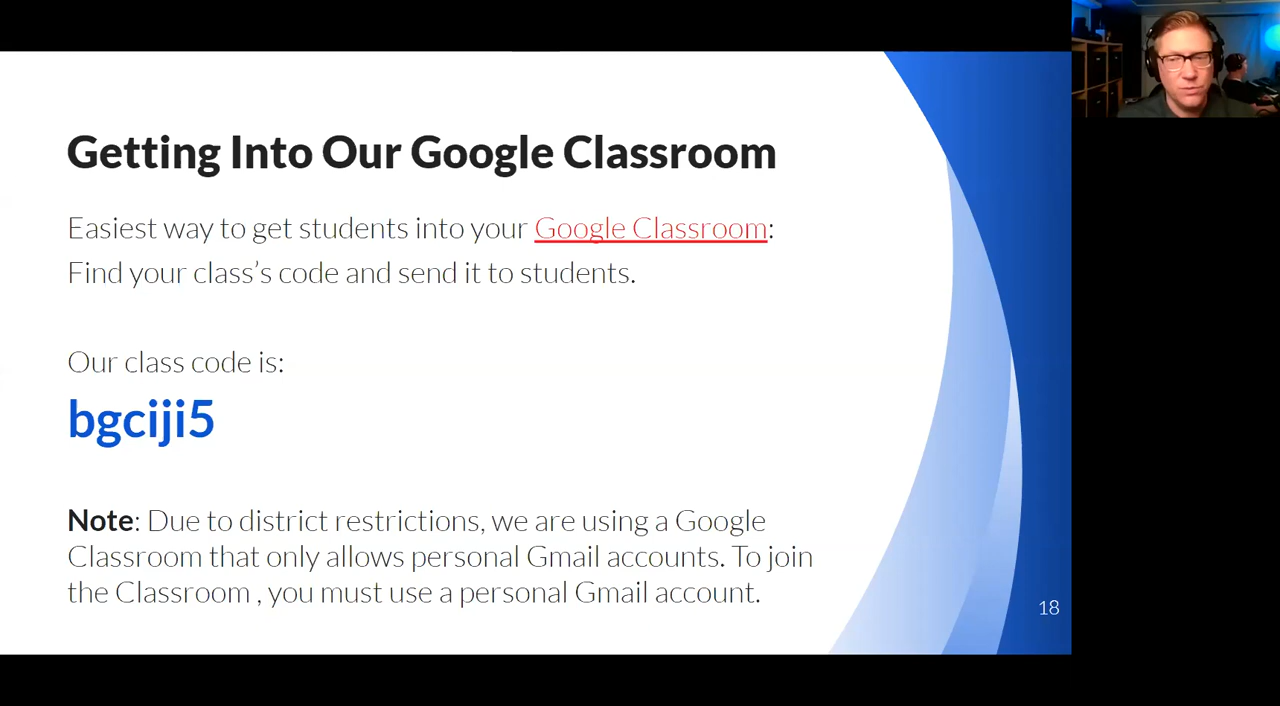 Getting Into Our Google Classroom
Easiest way to get students into your Google Classroom:
Find your class’s code and send it to students.
Our class code is:
bgciji5
Note: Due to district restrictions, we are using a Google
Classroom that only allows personal Gmail accounts. To join
the Classroom , you must use a personal Gmail account.
18